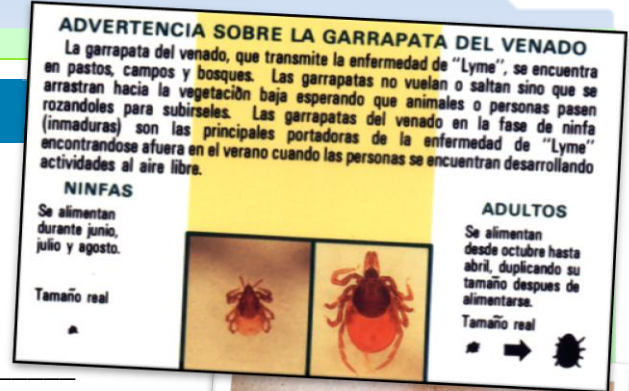 ADVERTENCIA SOBRE LA GARRAPATA DEL VENADO
La garrapata del venado, que transmite la enfermedad de "Lyme", se encuentra
en pastos, campos y bosques. Las garrapatas no vuelan o saltan sino que se
arrastran hacia la vegetaciòn baja esperando que animales o personas pasen
rozandoles para subirseles. Las garrapatas del venado en la fase de ninfa
(inmaduras) son las principales portadoras de la enfermedad de "Lyme"
encontrandose afuera en el verano cuando las personas se encuentran desarrollando
actividades al aire libre.
NINFAS
Se alimentan
durante junio,
julio y agosto.
Tamaño real
ADULTOS
Se alimentan
desde octubre hasta
abril, duplicando su
tamaño despues de
alimentarse.
Tamaño real